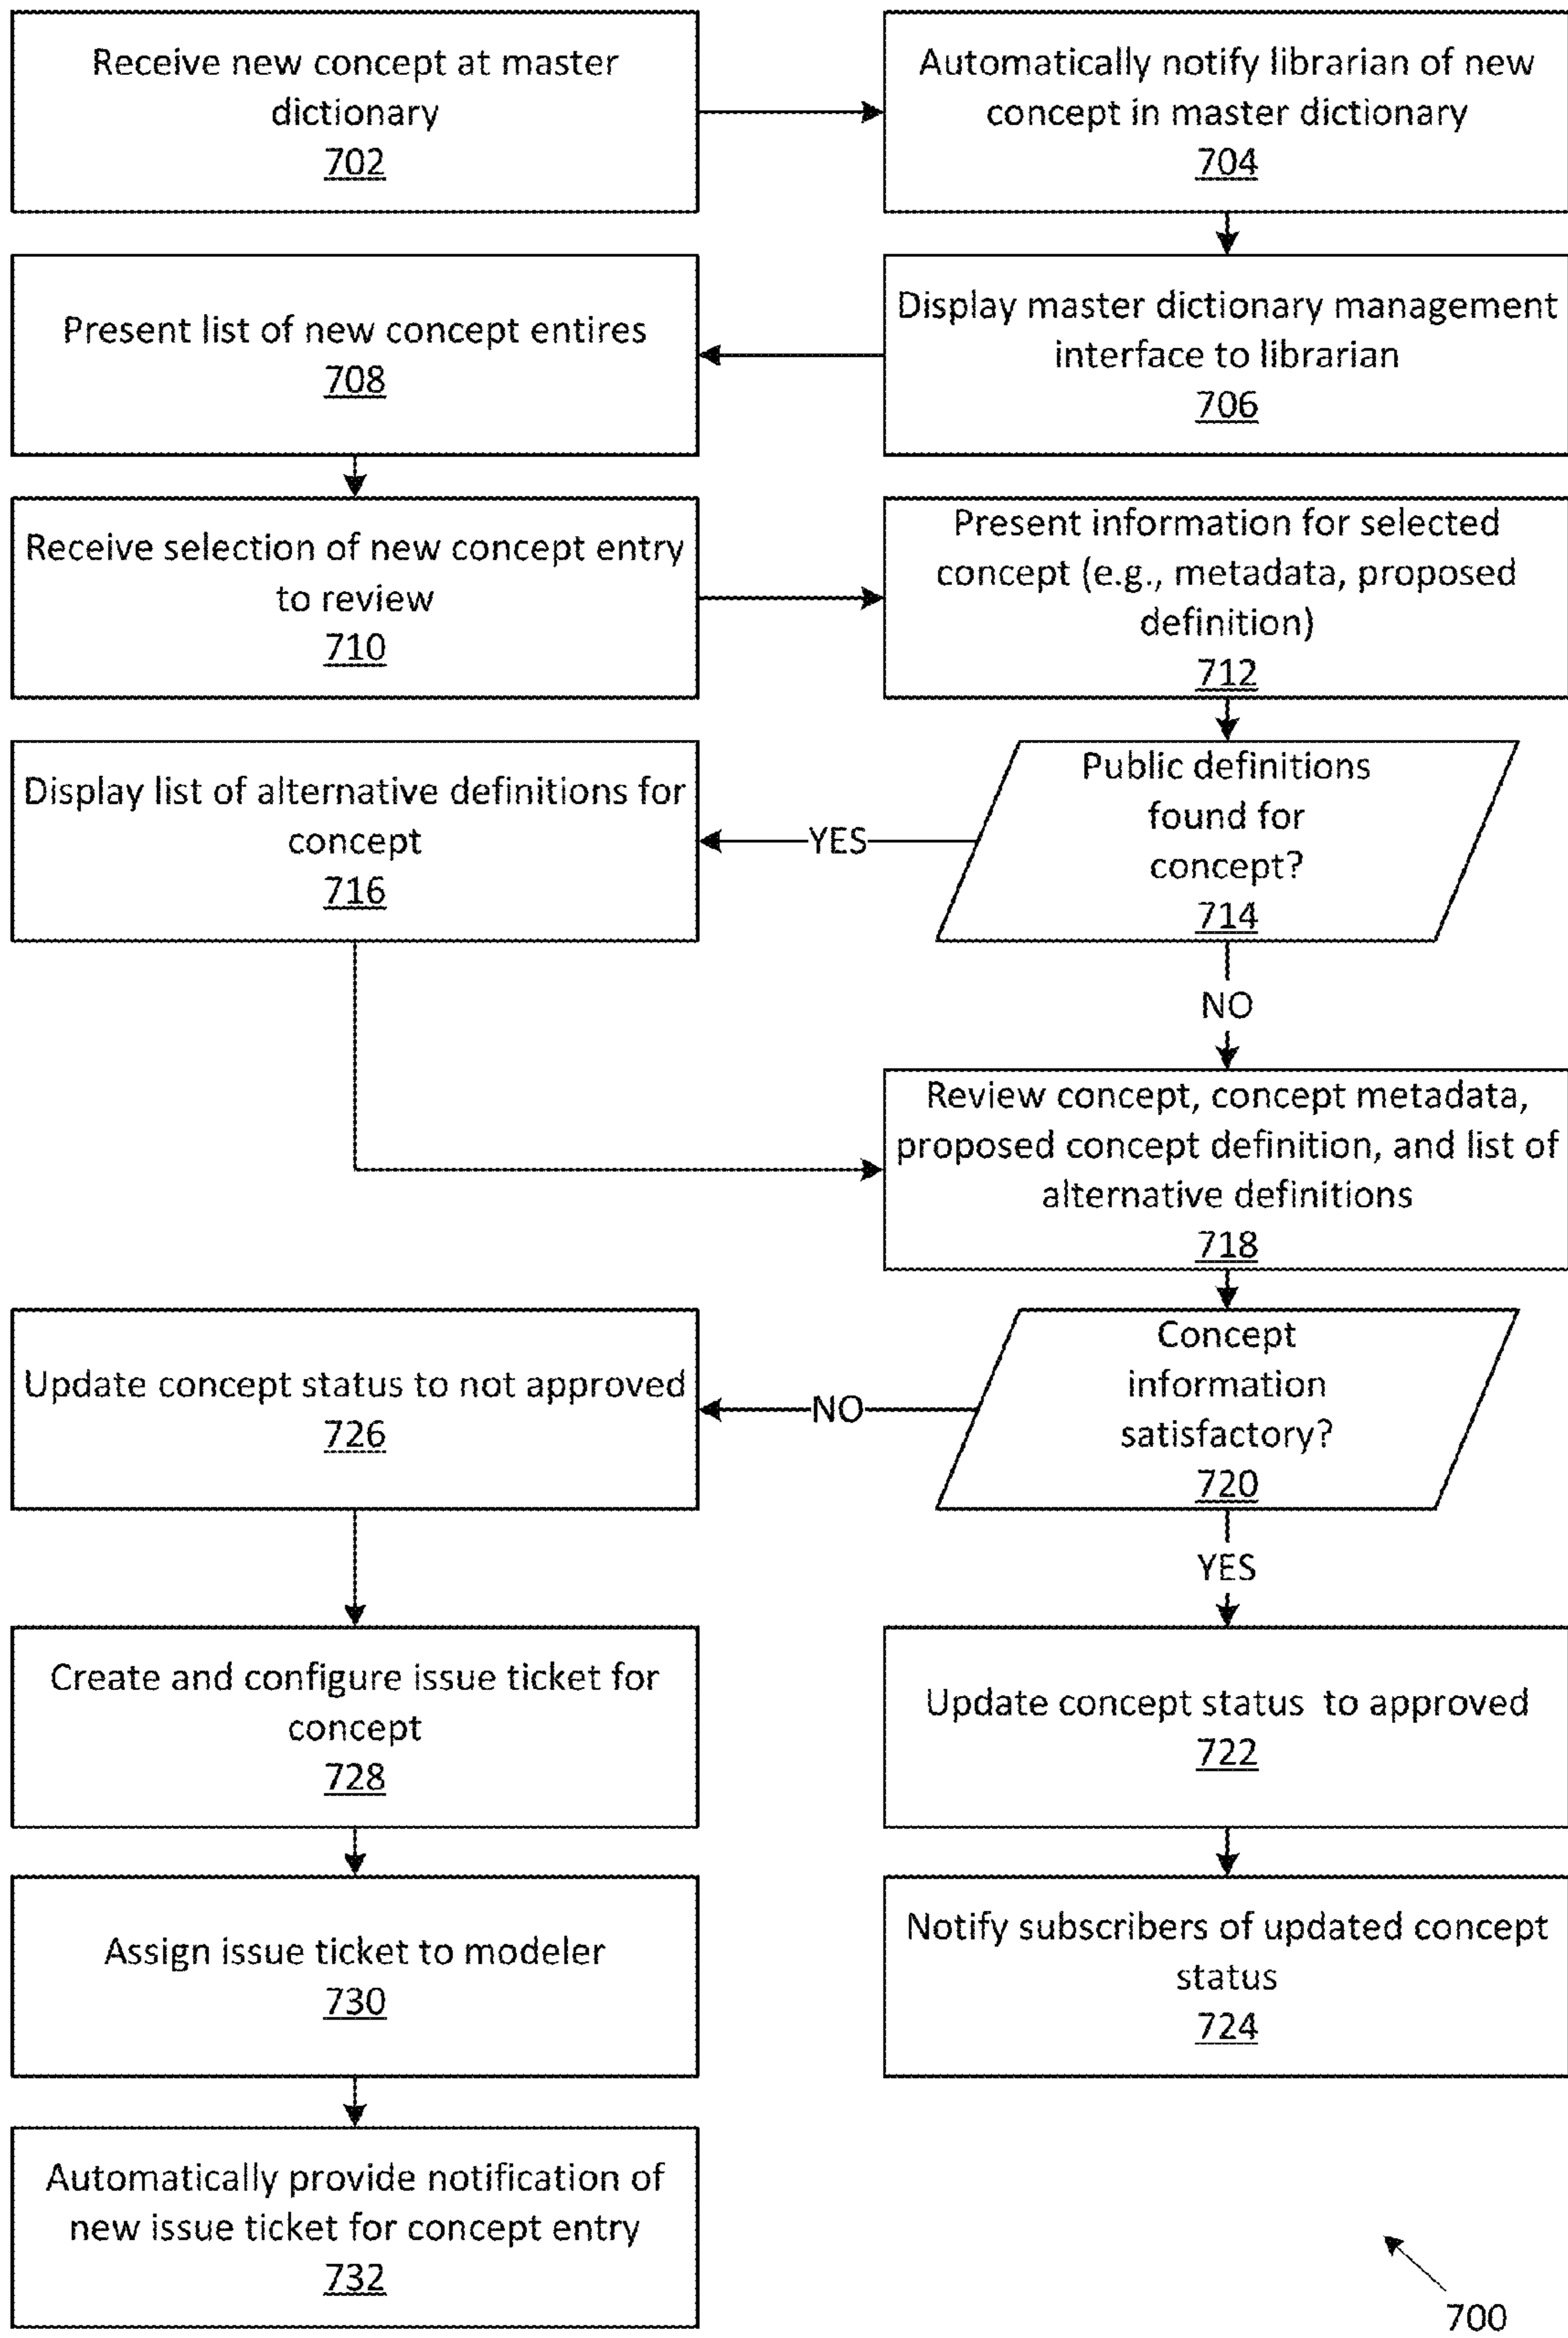 Receive new concept at master
dictionary
702
Automatically notify librarian of new
concept in master dictionary
704
Display master dictionary management
interface to librarian
706
Present list of new concept entires
708
Receive selection of new concept entry
to review
710
Present information for selected
concept (e.g., metadata, proposed
definition)
712
Public definitions
found for
concept?
714
YES
Display list of alternative definitions for
concept
716
NO
Review concept, concept metadata,
proposed concept definition, and list of
alternative definitions
718
Concept
information
satisfactory?
720
NO
Update concept status to not approved
726
YES
Create and configure issue ticket for
concept
728
Update concept status to approved
722
Assign issue ticket to modeler
730
Notify subscribers of updated concept
status
724
Automatically provide notification of
new issue ticket for concept entry
732
700